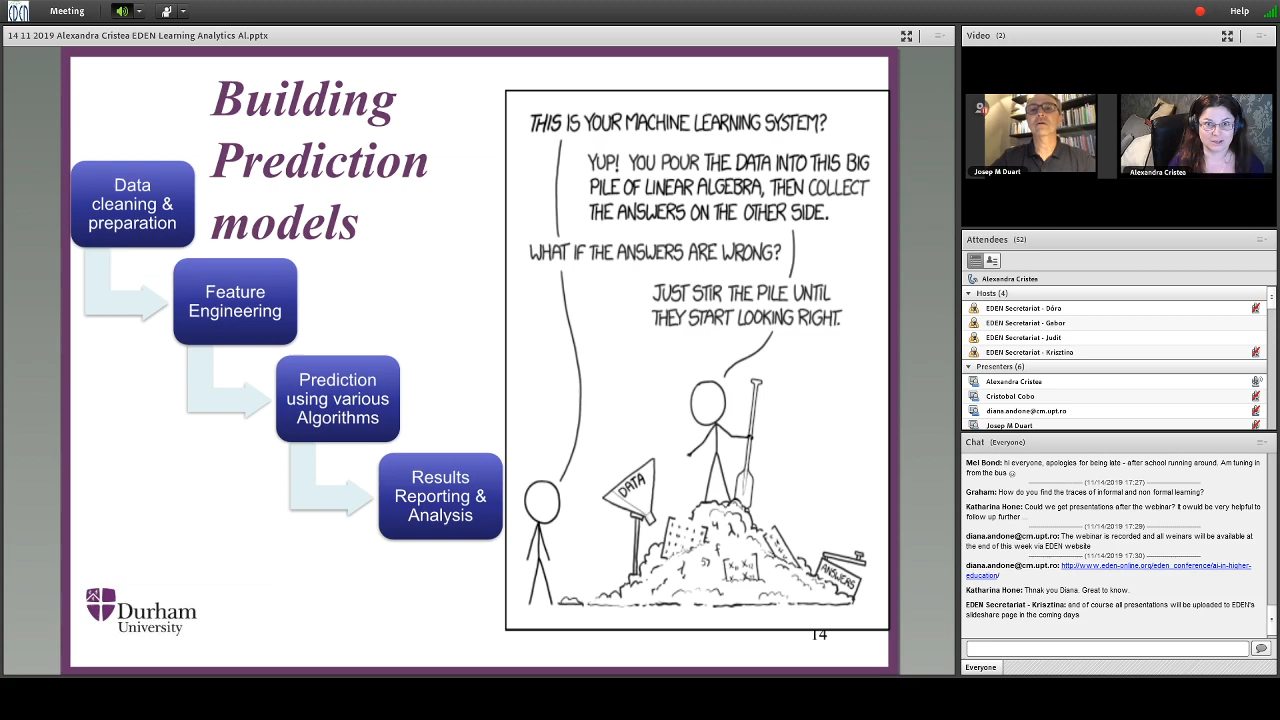 EDEN
Meeting
Help
14 11 2019 Alexandra Cristea EDEN Learning Analytics AI.pptx
Building
Prediction
models
Data
cleaning &
preparation
Feature
Engineering
Prediction
using various
Algorithms
Results
Reporting &
Analysis
Durham
University
THIS IS YOUR MACHINE LEARNING SYSTEM?
YUP! YOU POUR THE DATA INTO THIS BIG
PILE OF LINEAR ALGEBRA, THEN COLLECT
THE ANSWERS ON THE OTHER SIDE.
WHAT IF THE ANSWERS ARE WRONG?
JUST STIR THE PILE UNTIL
THEY START LOOKING RIGHT.
DATA
ANSWERS
14
Video (2)
Josep M Duart
Alexandra Cristea
Attendees (52)
Alexandra Cristea
Hosts (4)
EDEN Secretariat - Dóra
EDEN Secretariat - Gabor
EDEN Secretariat - Judit
EDEN Secretariat - Krisztina
Presenters (6)
Alexandra Cristea
Cristobal Cobo
diana.andone@cm.upt.ro
Josep M Duart
Chat (Everyone)
Mel Bond: hi everyone, apologies for being late - after school running around. Am tuning in
from the bus
(11/14/2019 17:27)
Graham: How do you find the traces of informal and non formal learning?
Katharina Hone: Could we get presentations after the webinar? It owuld be very helpful to
follow up further ...
(11/14/2019 17:29)
diana.andone@cm.upt.ro: The webinar is recorded and all weinars will be available at
the end of this week via EDEN website
(11/14/2019 17:30)
diana.andone@cm.upt.ro: http://www.eden-online.org/eden_conference/ai-in-higher-
education/
Katharina Hone: Thnak you Diana. Great to know.
EDEN Secretariat - Krisztina: and of course all presentations will be uploaded to EDEN's
slideshare page in the coming days
Everyone